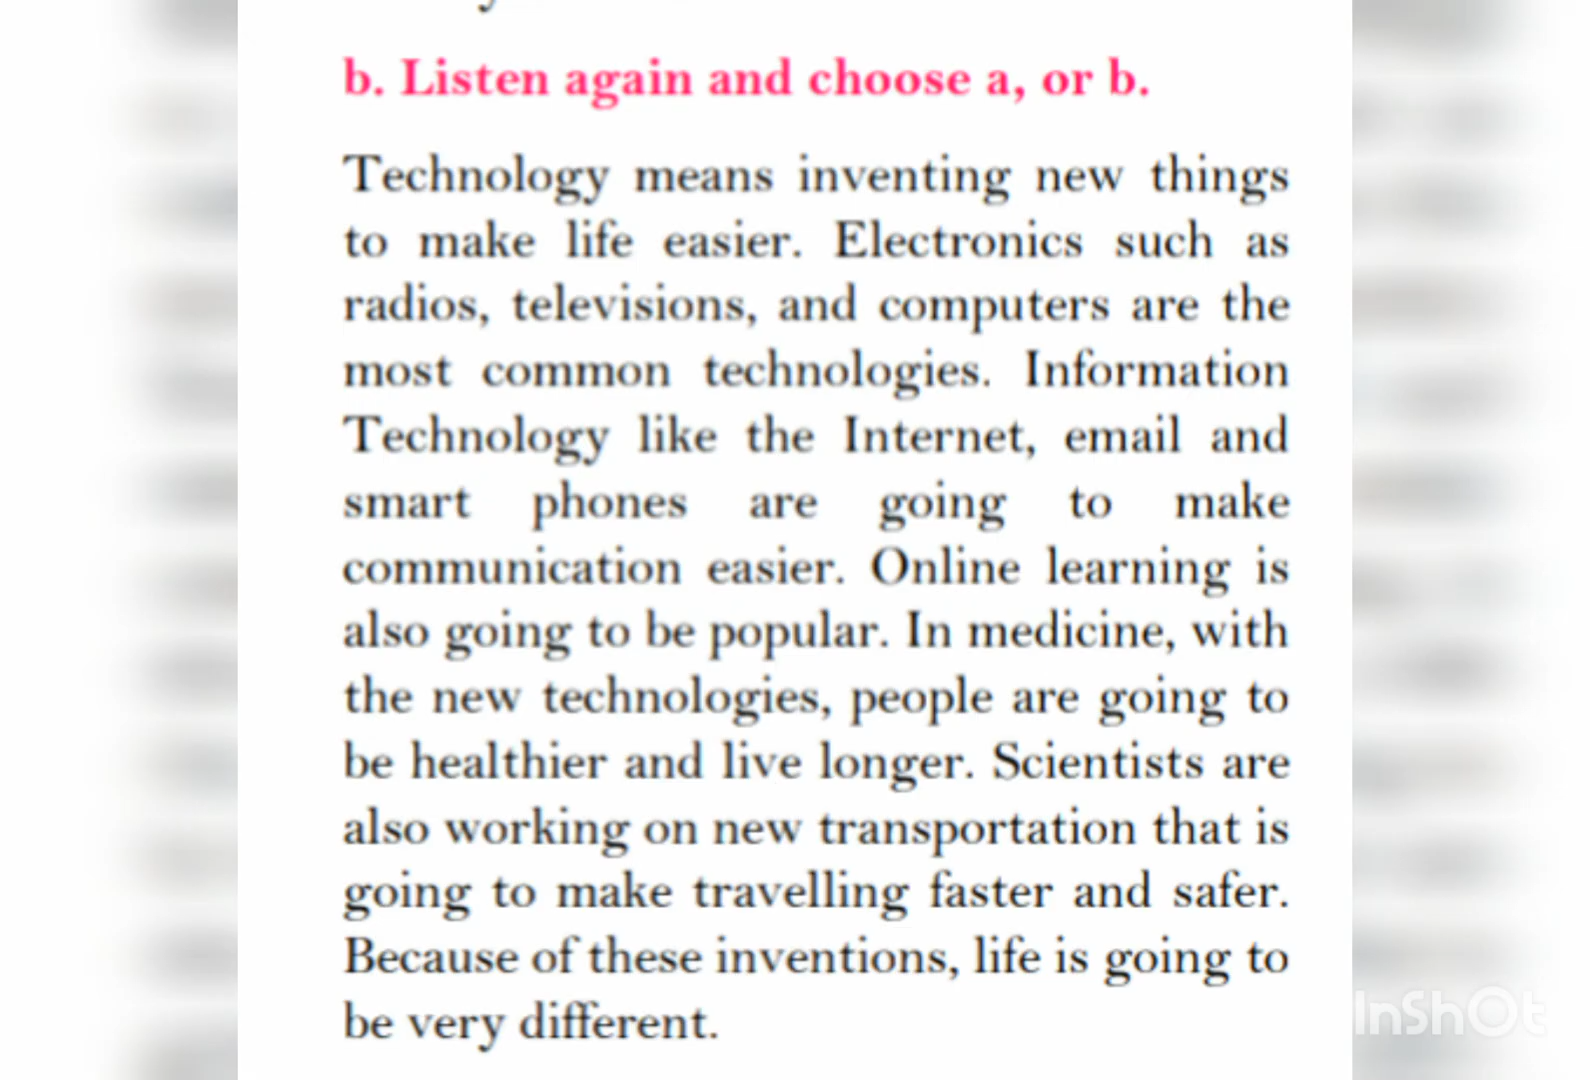 b. Listen again and choose a, or b.
Technology means inventing new things
to make life easier. Electronics such as
radios, televisions, and computers are the
most common technologies. Information
Technology like the Internet, email and
smart phones are going to make
communication easier. Online learning is
also going to be popular. In medicine, with
the new technologies, people are going to
be healthier and live longer. Scientists are
also working on new transportation that is
going to make travelling faster and safer.
Because of these inventions, life is going to
be very different.
InShOt